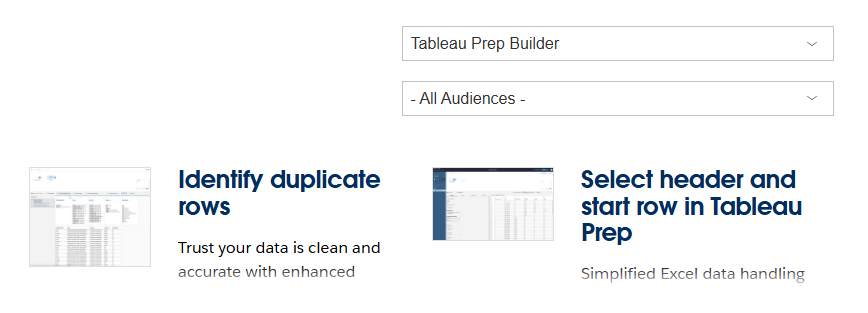 Tableau Prep Builder
- All Audiences -
Identify duplicate
rows
Trust your data is clean and
accurate with enhanced
Select header and
start row in Tableau
Prep
Simplified Excel data handling